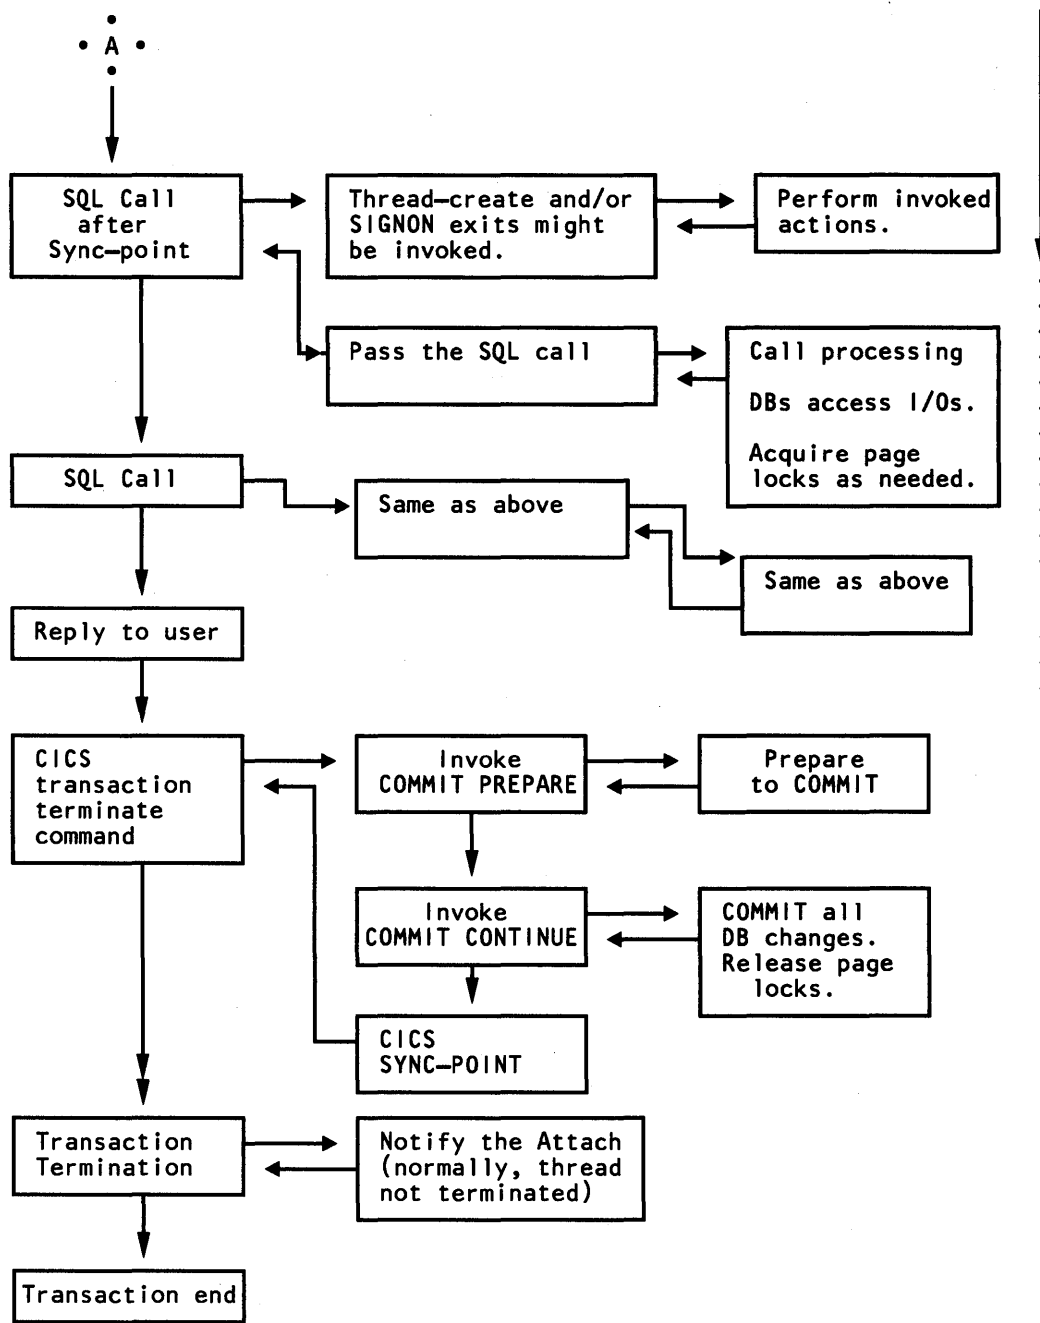 A
SQL Call
after
Sync-point
Thread-create and/or
SIGNON exits might
be invoked.
Perform invoked
actions.
Pass the SQL call
Call processing
DBs access I/Os.
Acquire page
locks as needed.
SQL Call
Same as above
Same as above
Reply to user
CICS
transaction
terminate
command
Invoke
COMMIT PREPARE
Prepare
to COMMIT
Invoke
COMMIT CONTINUE
COMMIT all
DB changes.
Release page
locks.
CICS
SYNC-POINT
Transaction
Termination
Notify the Attach
(normally, thread
not terminated)
Transaction end